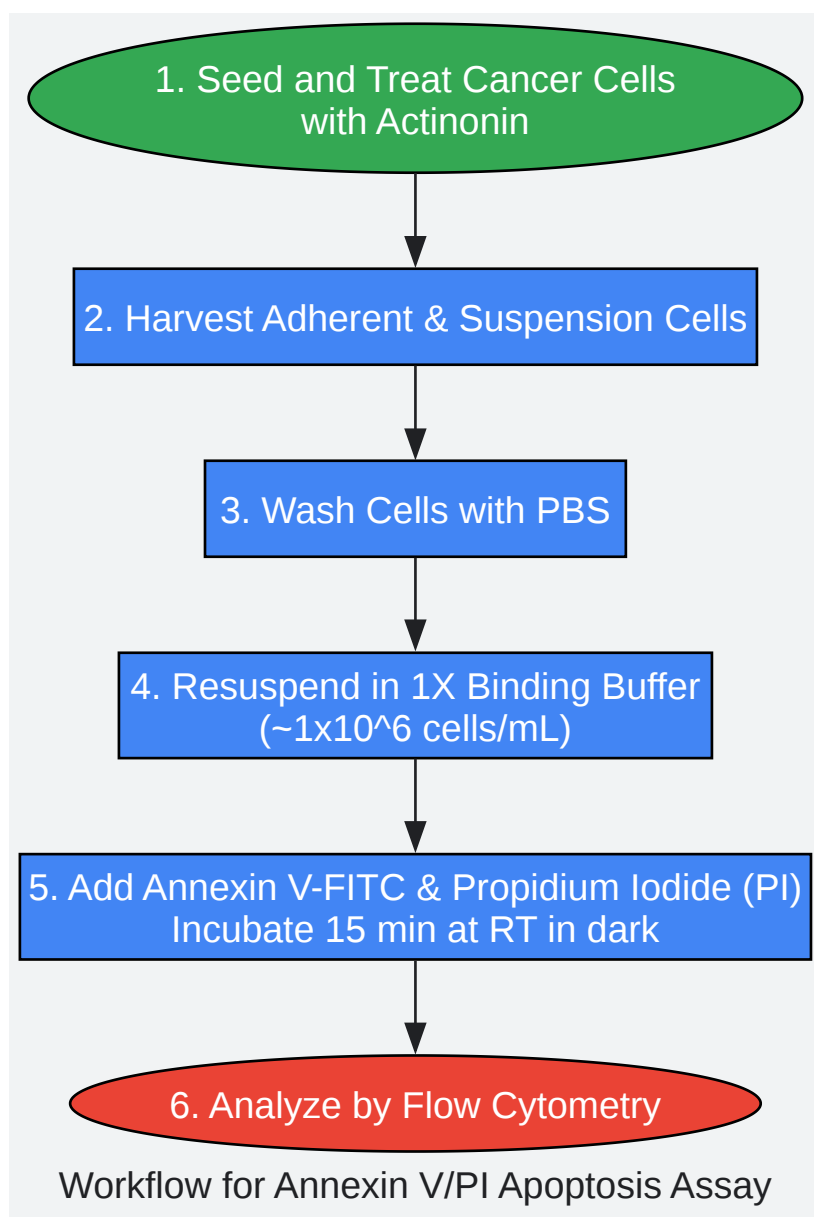 1. Seed and Treat Cancer Cells
with Actinonin
2. Harvest Adherent & Suspension Cells
3. Wash Cells with PBS
4. Resuspend in 1X Binding Buffer
(~1x10^6 cells/mL)
5. Add Annexin V-FITC & Propidium Iodide (PI)
Incubate 15 min at RT in dark
6. Analyze by Flow Cytometry
Workflow for Annexin V/PI Apoptosis Assay